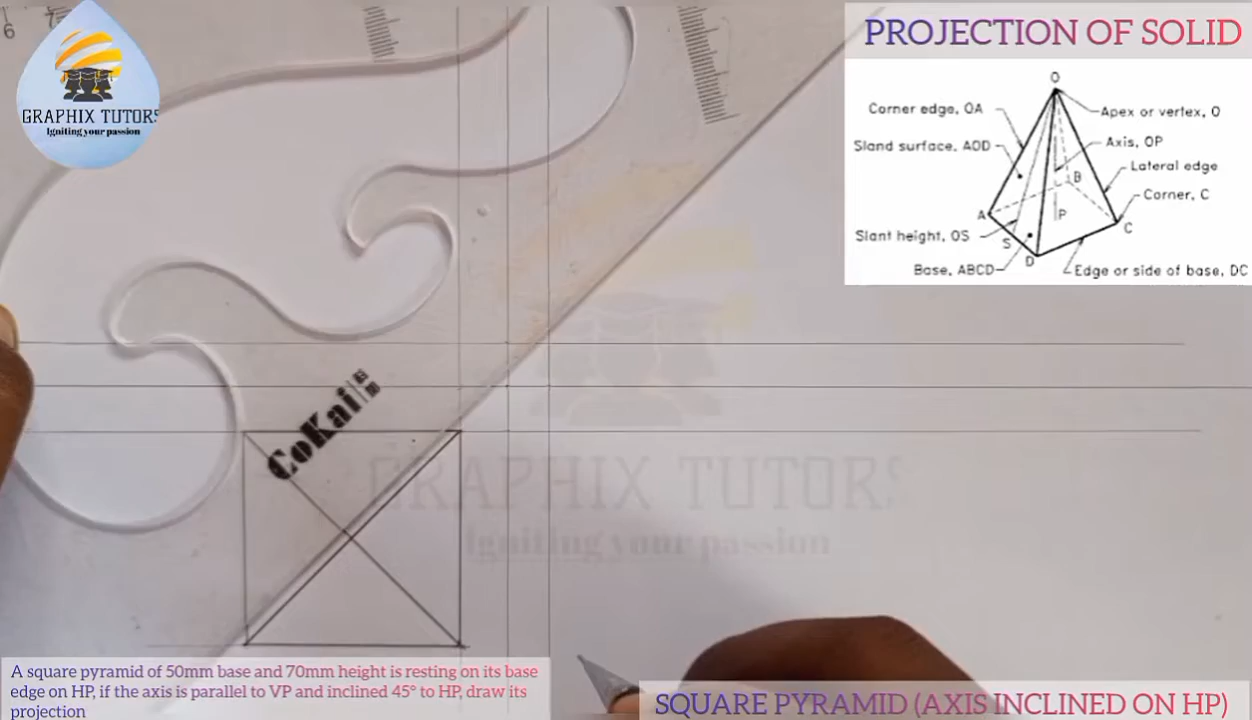 6 7
GRAPHIX TUTORS
Igniting your passion
PROJECTION OF SOLID
O
Corner edge, OA
Apex or vertex, O
Sland surface, AOD
Axis, OP
Lateral edge
B
Corner, C
A
P
C
Slant height, OS
S
D
Base, ABCD
Edge or side of base, DC
CoKai
GRAPHIX TUTORS
Igniting your passion
A square pyramid of 50mm base and 70mm height is resting on its base
edge on HP, if the axis is parallel to VP and inclined 45° to HP, draw its
projection
SQUARE PYRAMID (AXIS INCLINED ON HP)